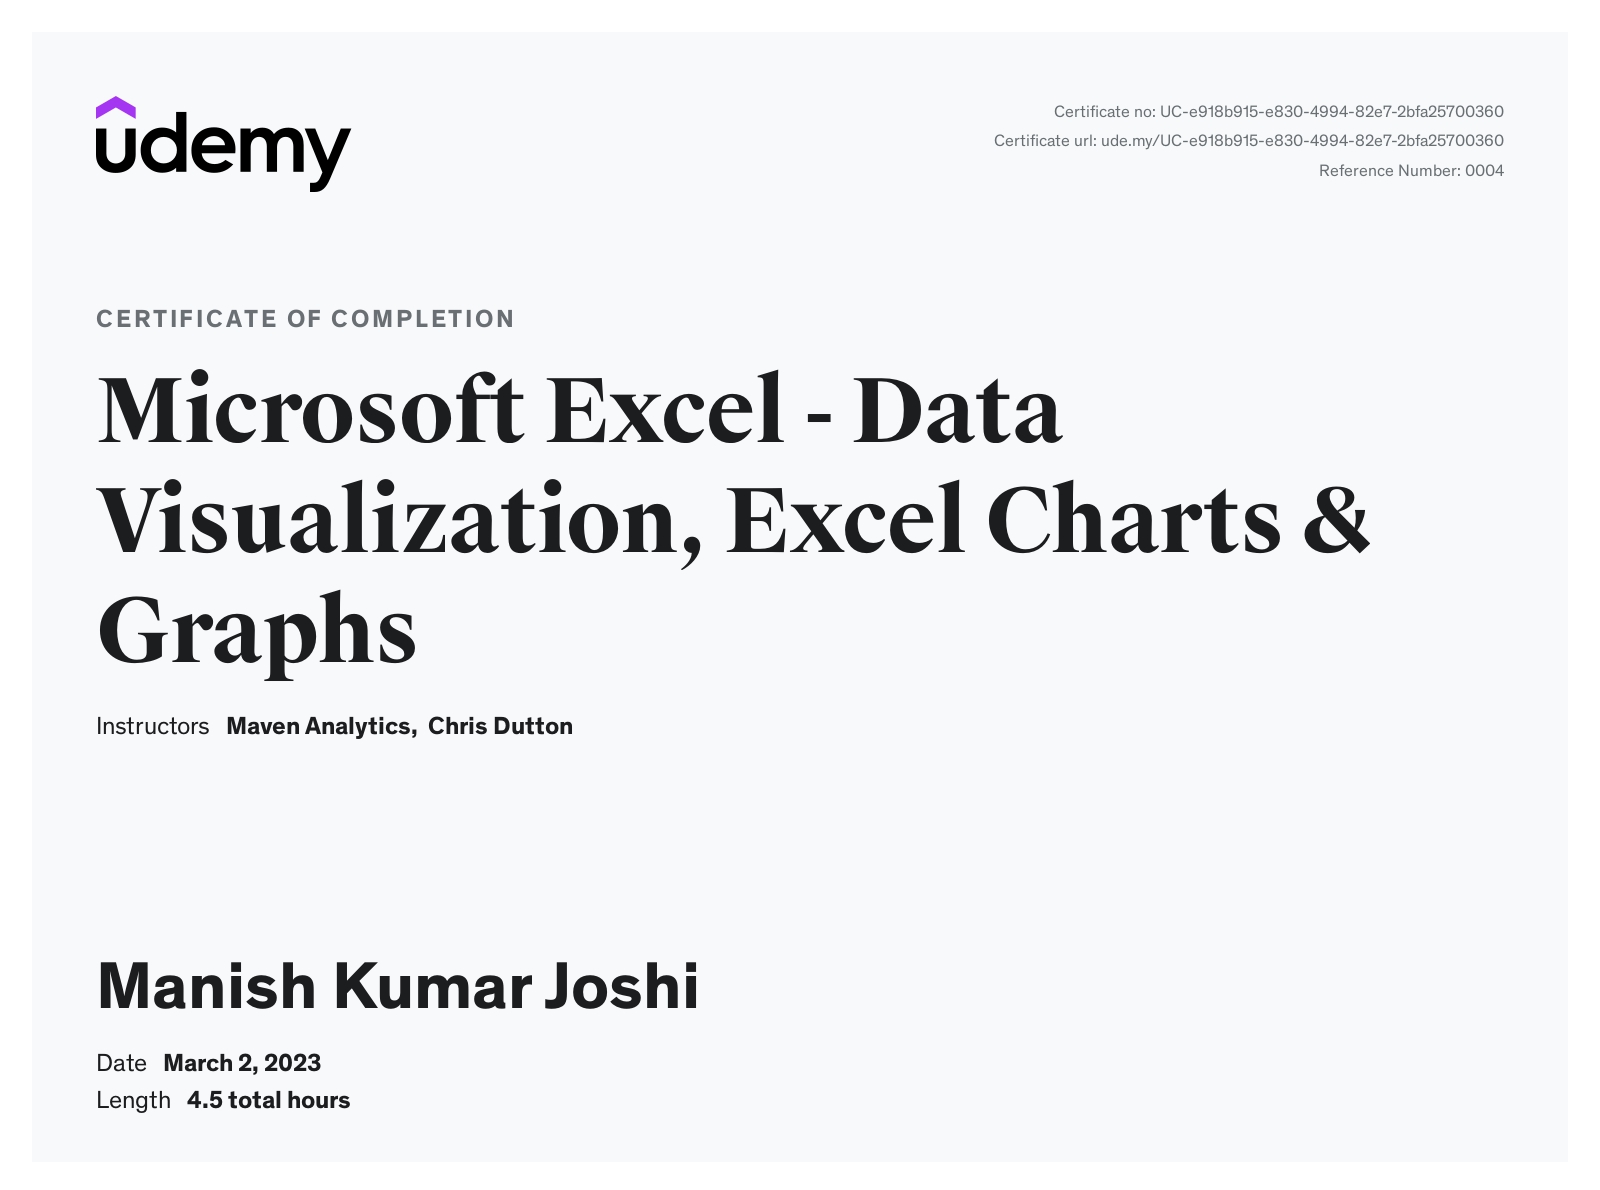 udemy
Certificate no: UC-e918b915-e830-4994-82e7-2bfa25700360
Certificate url: ude.my/UC-e918b915-e830-4994-82e7-2bfa25700360
Reference Number: 0004
CERTIFICATE OF COMPLETION
Microsoft Excel - Data
Visualization, Excel Charts &
Graphs
Instructors Maven Analytics, Chris Dutton
Manish Kumar Joshi
Date March 2, 2023
Length 4.5 total hours